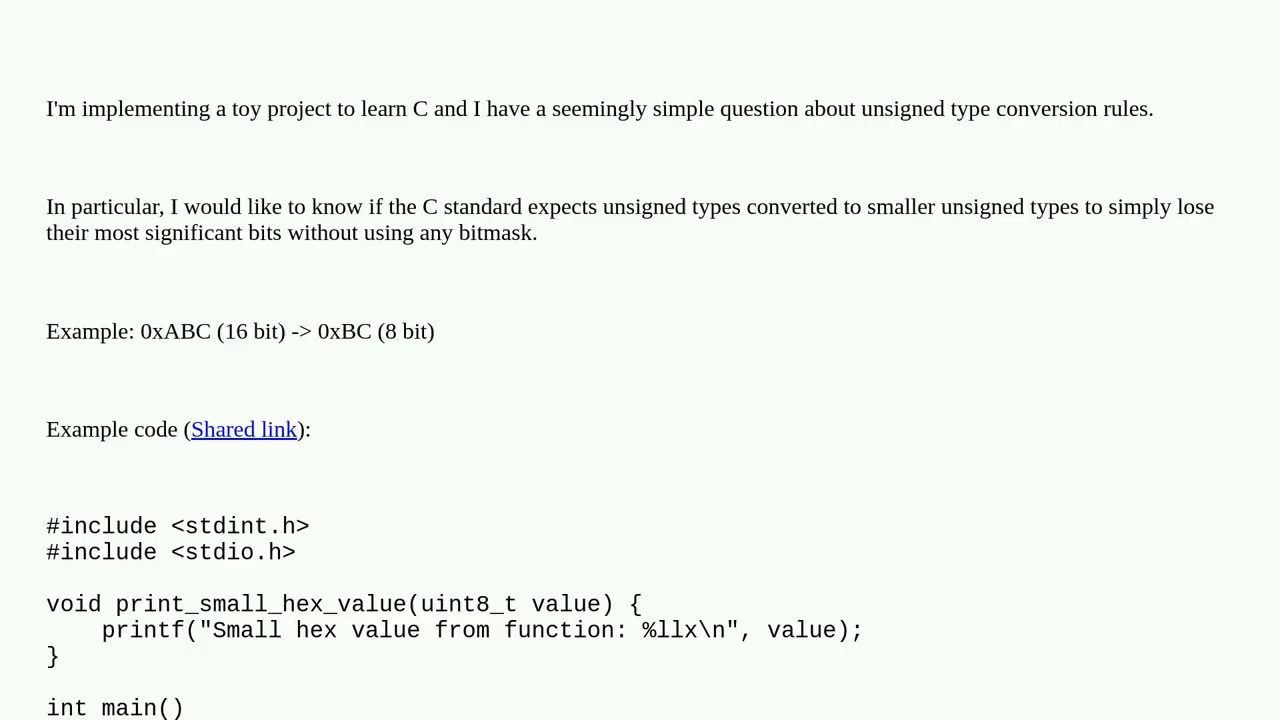 I'm implementing a toy project to learn C and I have a seemingly simple question about unsigned type conversion rules.
In particular, I would like to know if the C standard expects unsigned types converted to smaller unsigned types to simply lose
their most significant bits without using any bitmask.
Example: 0xABC (16 bit) -> 0xBC (8 bit)
Example code (Shared link):
#include <stdint.h>
#include <stdio.h>
void print_small_hex_value(uint8_t value) {
    printf("Small hex value from function: %llx\n", value);
}
int main()